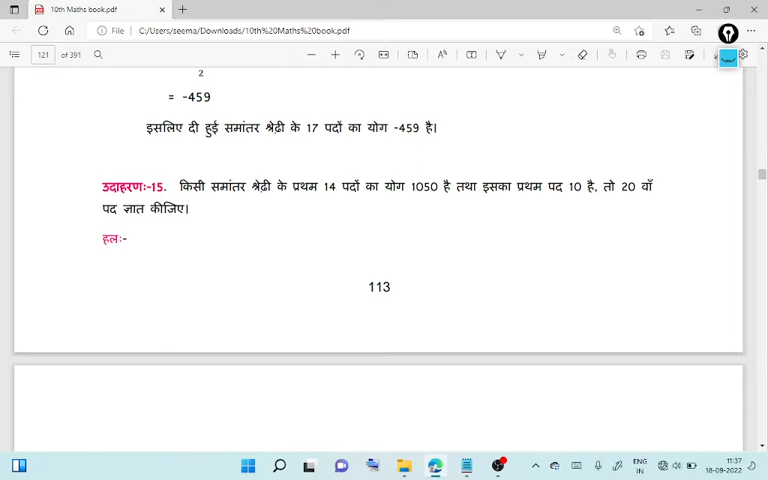 10th Maths book.pdf
File C:/Users/seema/Downloads/10th%20Maths%20book.pdf
121 of 391
2
= -459
इसलिए दी हुई समांतर श्रेढी के 17 पदों का योग -459 है।
उदाहरणः-15. किसी समांतर श्रेढ़ी के प्रथम 14 पदों का योग 1050 है तथा इसका प्रथम पद 10 है, तो 20 वाँ
पद ज्ञात कीजिए।
हलः-
113
ENG
IN
11:37
18-09-2022